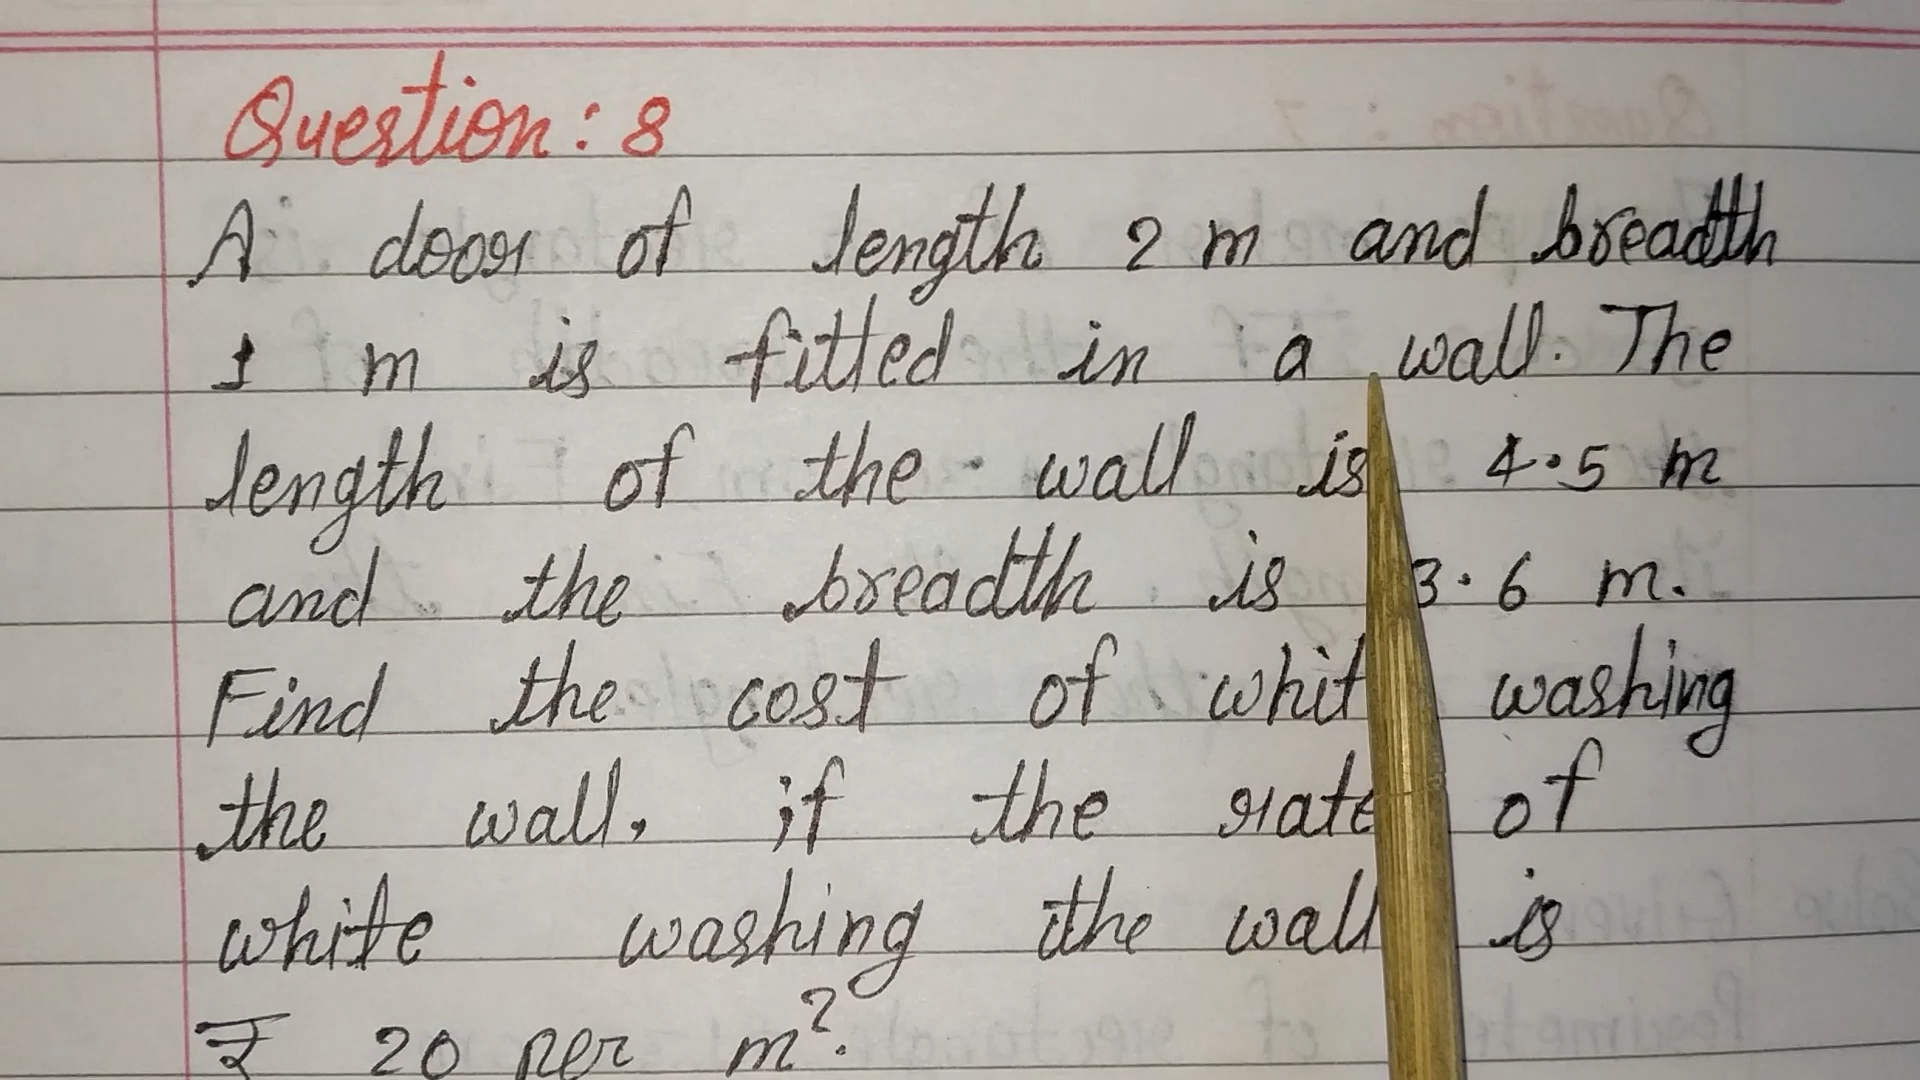 Question: 8
A door of length 2 m and breadth
1 m is fitted in a wall. The
length of the wall is 4.5 m
and the breadth is 3.6 m.
Find the cost of whit washing
the wall, if the rate of
white washing the wall is
₹ 20 per m².